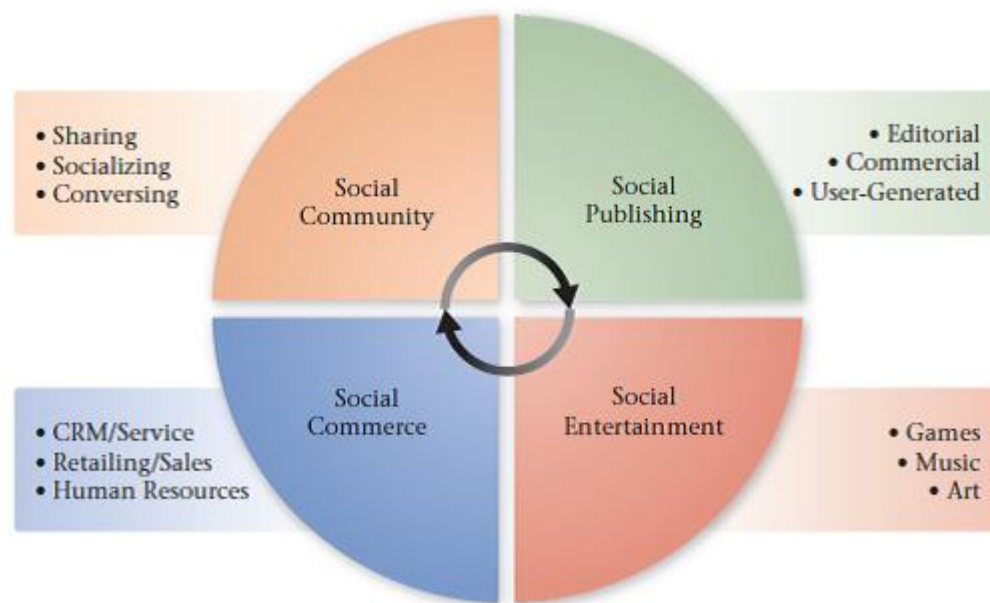 • Sharing
• Socializing
• Conversing
Social
Community
Social
Publishing
• Editorial
• Commercial
• User-Generated
• CRM/Service
• Retailing/Sales
• Human Resources
Social
Commerce
Social
Entertainment
• Games
• Music
• Art